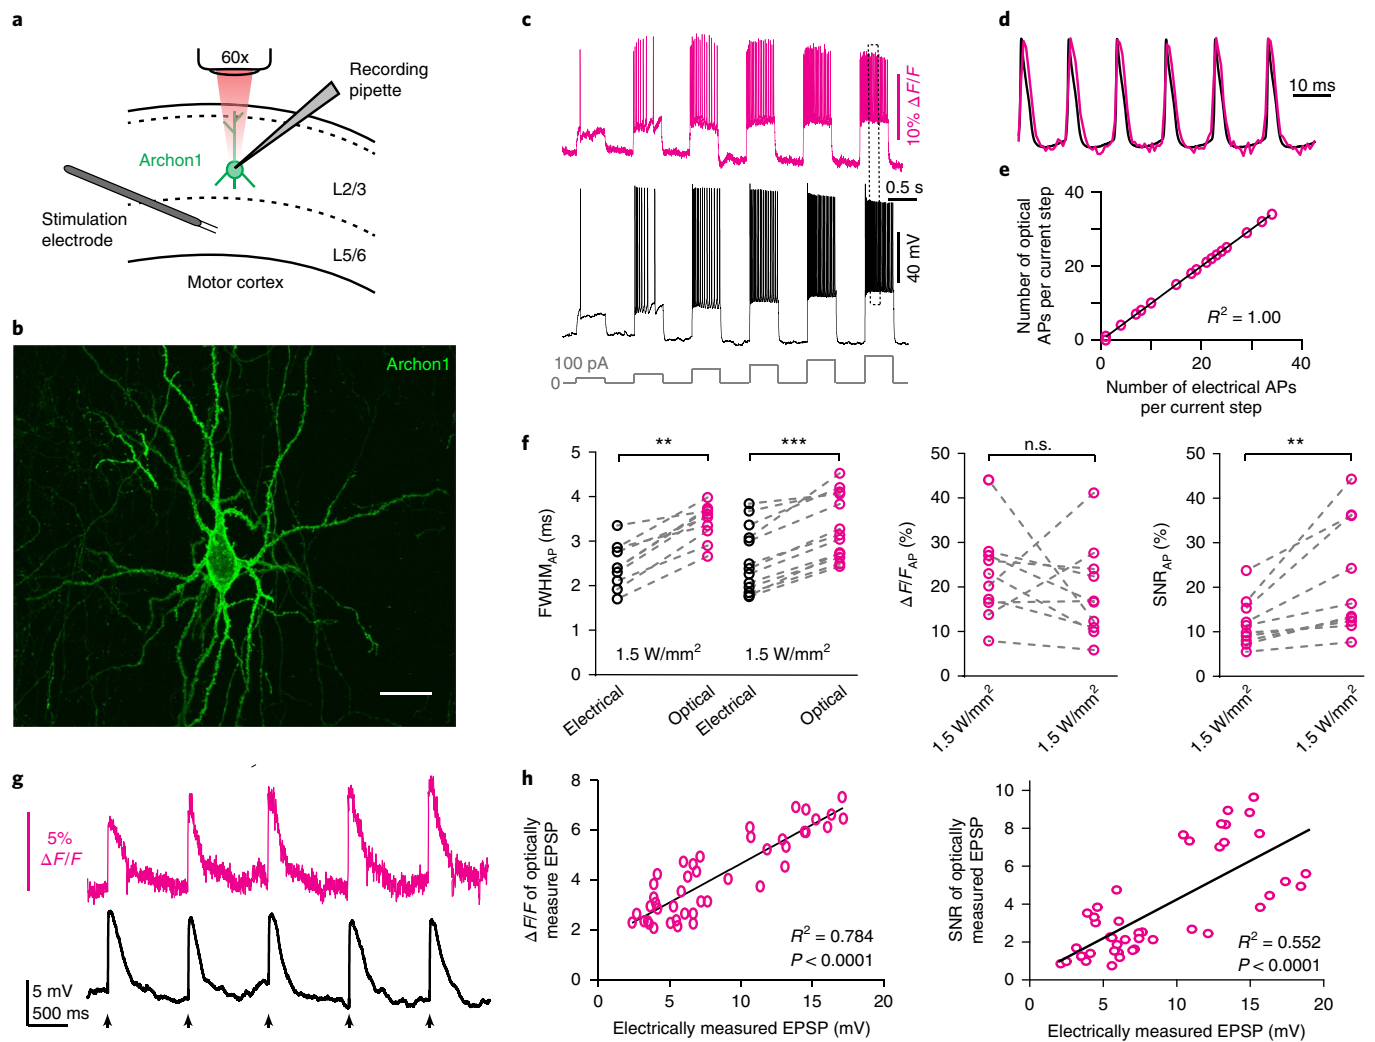 a
60x
Recording
pipette
Archon1
L2/3
Stimulation
electrode
L5/6
Motor cortex
b
Archon1
c
10% ΔF/F
0.5 s
40 mV
100 pA
0
d
10 ms
e
Number of optical
APs per current step
40
20
0
R² = 1.00
0
20
40
Number of electrical APs
per current step
f
FWHM_AP (ms)
5
4
3
2
1
0
**
***
1.5 W/mm²
1.5 W/mm²
Electrical
Optical
Electrical
Optical
ΔF/F_AP (%)
50
40
30
20
10
0
n.s.
1.5 W/mm²
1.5 W/mm²
SNR_AP (%)
50
40
30
20
10
0
**
1.5 W/mm²
1.5 W/mm²
g
5%
ΔF/F
5 mV
500 ms
h
ΔF/F of optically
measure EPSP
8
6
4
2
0
R² = 0.784
P < 0.0001
0
5
10
15
20
Electrically measured EPSP (mV)
SNR of optically
measured EPSP
10
8
6
4
2
0
R² = 0.552
P < 0.0001
0
5
10
15
20
Electrically measured EPSP (mV)